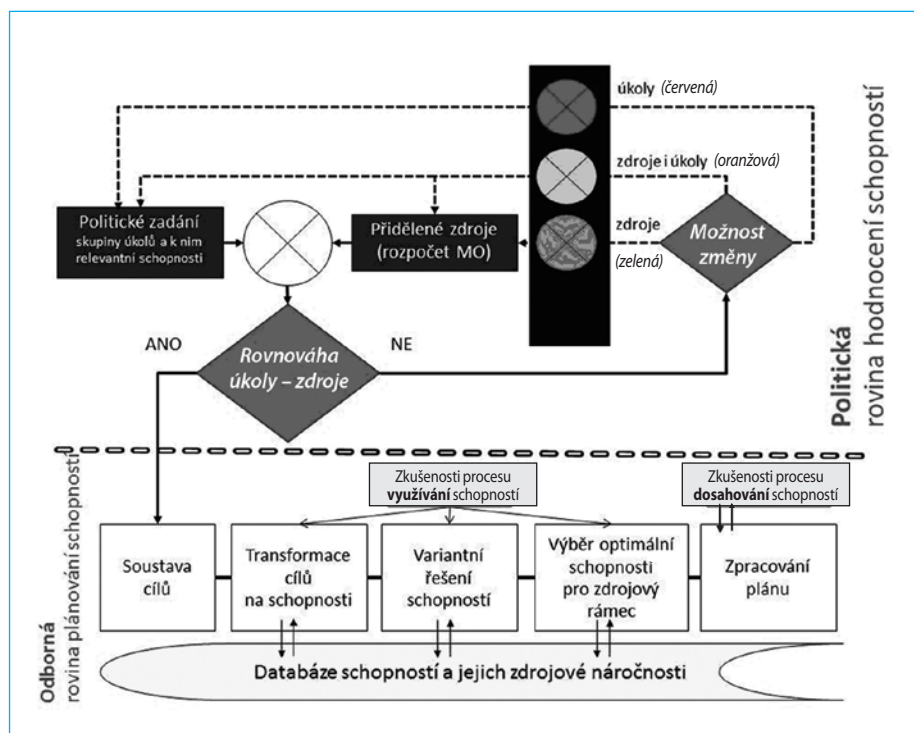 úkoly (červená)
zdroje i úkoly (oranžová)
zdroje
(zelená)
Možnost
změny
Politické zadání
skupiny úkolů a k nim
relevantní schopnosti
Přidělené zdroje
(rozpočet MO)
ANO
NE
Rovnováha
úkoly – zdroje
Politická
rovina hodnocení schopností
Zkušenosti procesu
využívání schopností
Zkušenosti procesu
dosahování schopností
Soustava
cílů
Transformace
cílů
na schopnosti
Variantní
řešení
schopností
Výběr optimální
schopnosti
pro zdrojový
rámec
Zpracování
plánu
Databáze schopností a jejich zdrojové náročnosti
Odborná
rovina plánování schopností